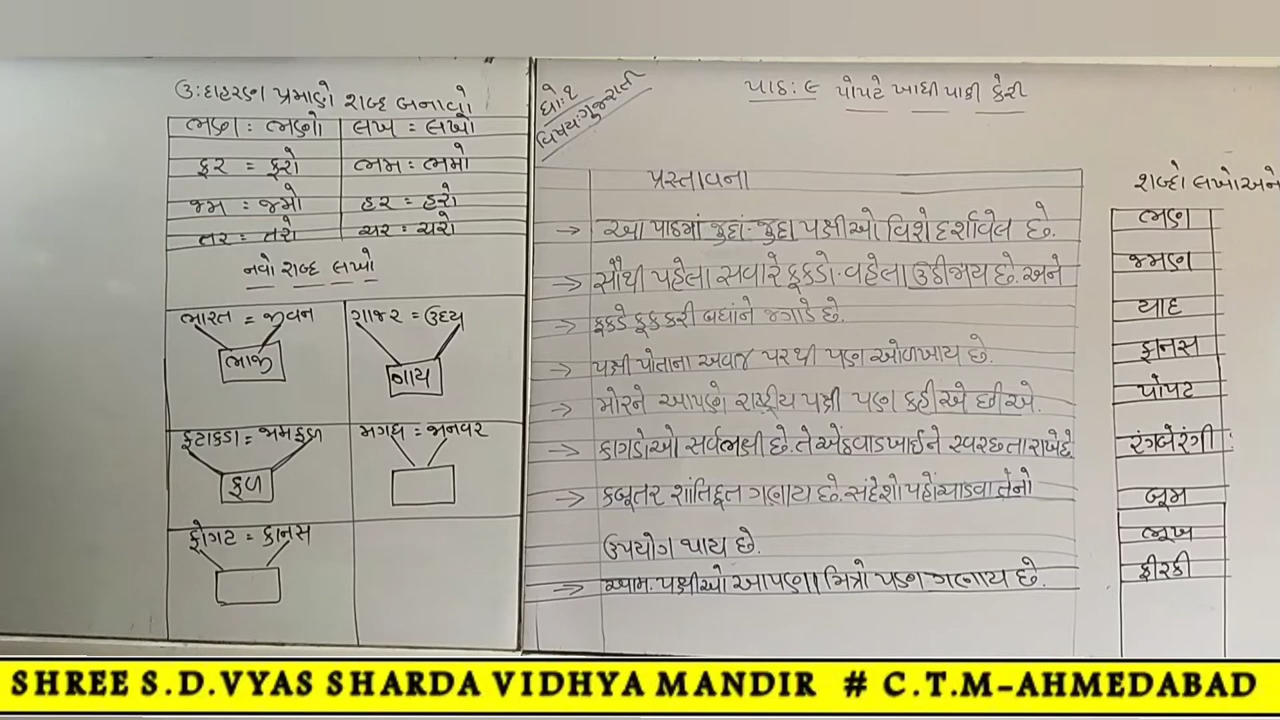 ઉ:દાહરણ પ્રમાણે શબ્દ બનાવો
ભણ = ભણો
લખ = લખો
ફર = ફરો
ભમ = ભમો
જમ = જમો
હર = હરો
તર = તરો
ચર = ચરો
નવો શબ્દ લખો
ભારત = જીવન
ભાજી
ગાજર = ઉદય
ગાય
ફટાકડા = જમફળ
ફળ
મગધ = જાનવર
ફોગટ = ફાનસ
ધો:૧
વિષય:ગુજરાતી
પાઠ:૯ પોપટે ખાધી પાકી કેરી
પ્રસ્તાવના
→ આ પાઠમાં જુદાં-જુદા પક્ષીઓ વિશે દર્શાવેલ છે.
→ સૌથી પહેલા સવારે કૂકડો વહેલા ઉઠી જાય છે. અને
→ કૂકડે કૂક કરી બધાંને જગાડે છે.
→ પક્ષી પોતાના અવાજ પરથી પણ ઓળખાય છે.
→ મોરને આપણે રાષ્ટ્રીય પક્ષી પણ કહીએ છીએ.
→ કાગડોઓ સર્વભક્ષી છે. તે એંઠવાડ ખાઈને સ્વચ્છતા રાખેછે
→ કબૂતર શાંતિદૂત ગણાય છે. સંદેશો પહોંચાડવા તેનો
ઉપયોગ થાય છે.
→ આમ. પક્ષીઓ આપણા મિત્રો પણ ગણાય છે.
શબ્દો લખો અને
ભણ
જમણ
યાદ
ફાનસ
પોપટ
રંગબેરંગી
બૂમ
ભૂખ
ફીરકી
SHREE S.D.VYAS SHARDA VIDHYA MANDIR # C.T.M-AHMEDABAD